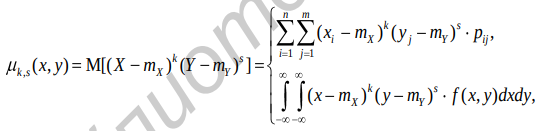 μ_{k,s}(x, y) = M[(X − m_X)^k (Y − m_Y)^s] = { ∑_{i=1}^{n} ∑_{j=1}^{m} (x_i − m_X)^k (y_j − m_Y)^s · p_{ij},
∫_{−∞}^{∞} ∫_{−∞}^{∞} (x − m_X)^k (y − m_Y)^s · f(x, y)dxdy,